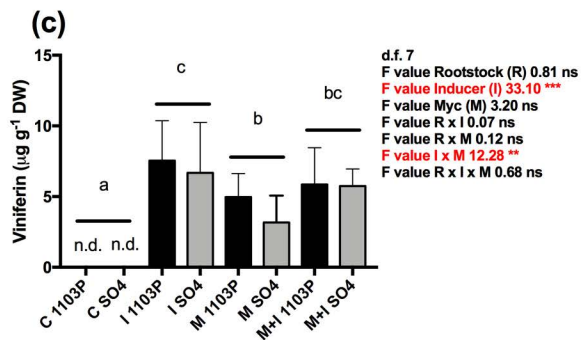 (c)
15
10
5
0
Viniferin (μg g-1 DW)
a
n.d.
n.d.
c
b
bc
C 1103P
C SO4
I 1103P
I SO4
M 1103P
M SO4
M+I 1103P
M+I SO4
d.f. 7
F value Rootstock (R) 0.81 ns
F value Inducer (I) 33.10 ***
F value Myc (M) 3.20 ns
F value R x I 0.07 ns
F value R x M 0.12 ns
F value I x M 12.28 **
F value R x I x M 0.68 ns